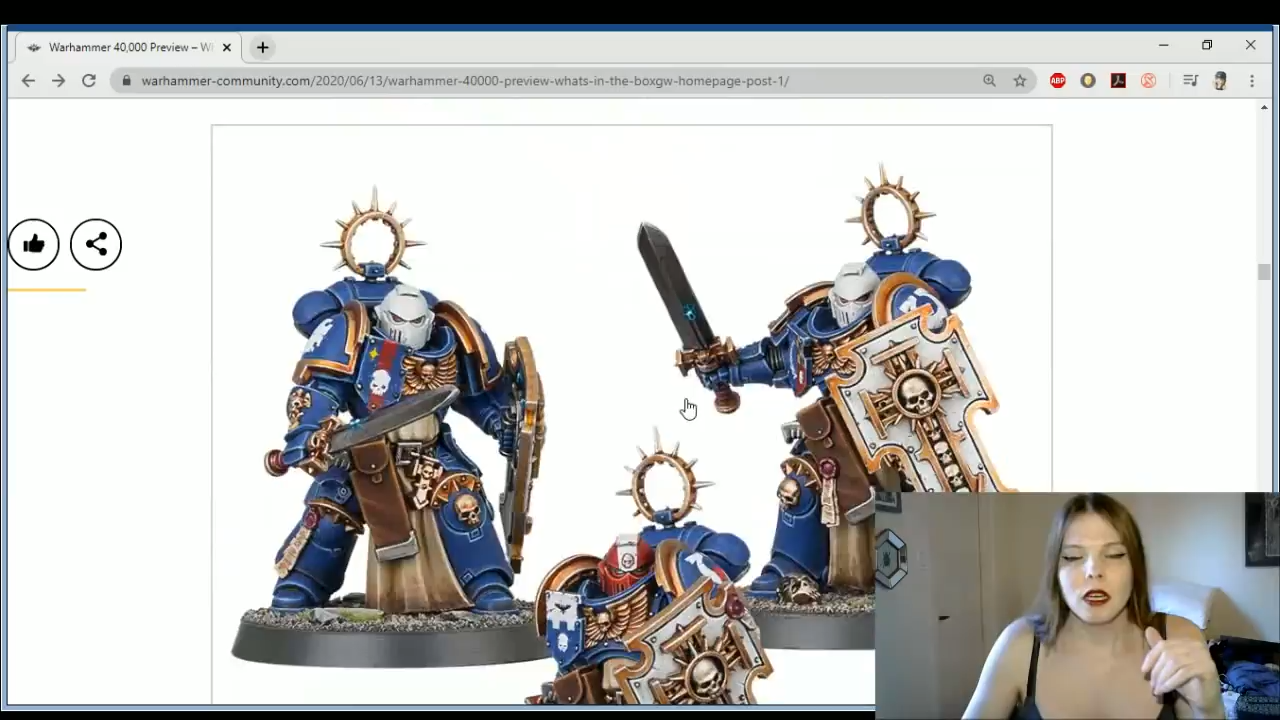 Warhammer 40,000 Preview – W
warhammer-community.com/2020/06/13/warhammer-40000-preview-whats-in-the-boxgw-homepage-post-1/
ABP